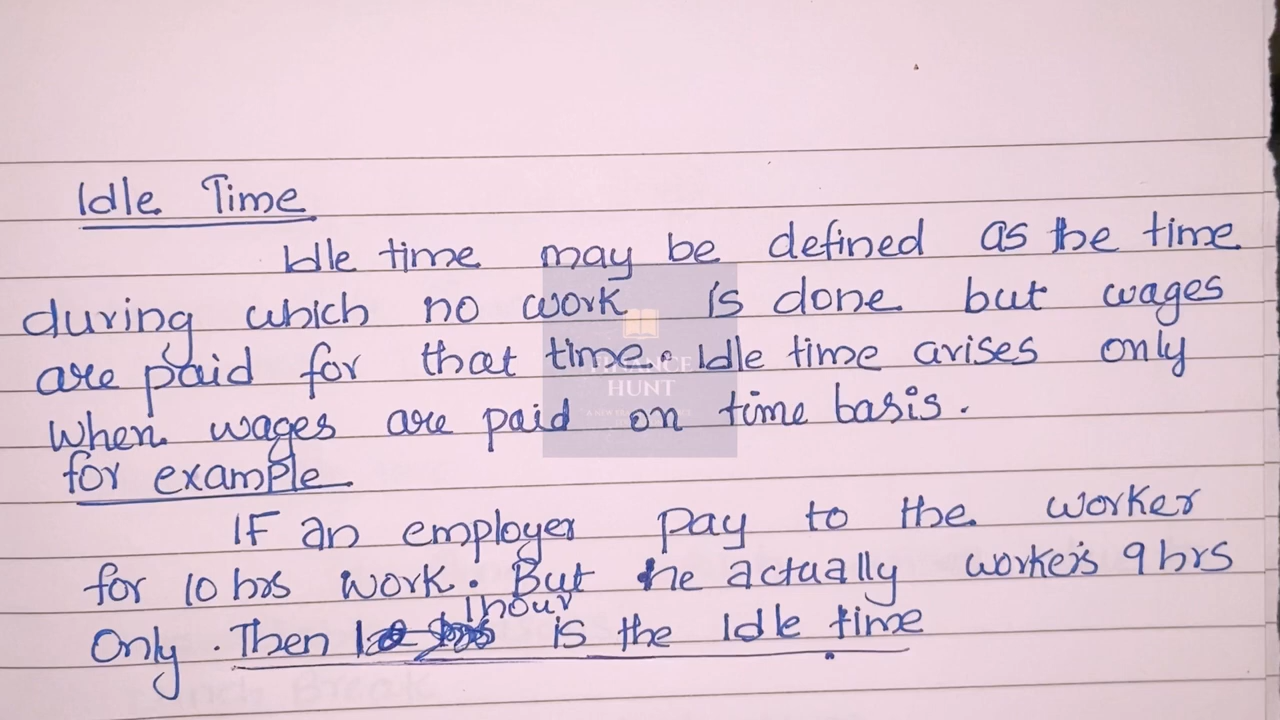 Idle Time
Idle time may be defined as the time
during which no work is done but wages
are paid for that time. Idle time arises only
When wages are paid on time basis.
for example
IF an employer pay to the worker
for 10 hrs work. But he actually workers 9 hrs
1 hour
Only. Then is the Idle time
FINANCE
HUNT